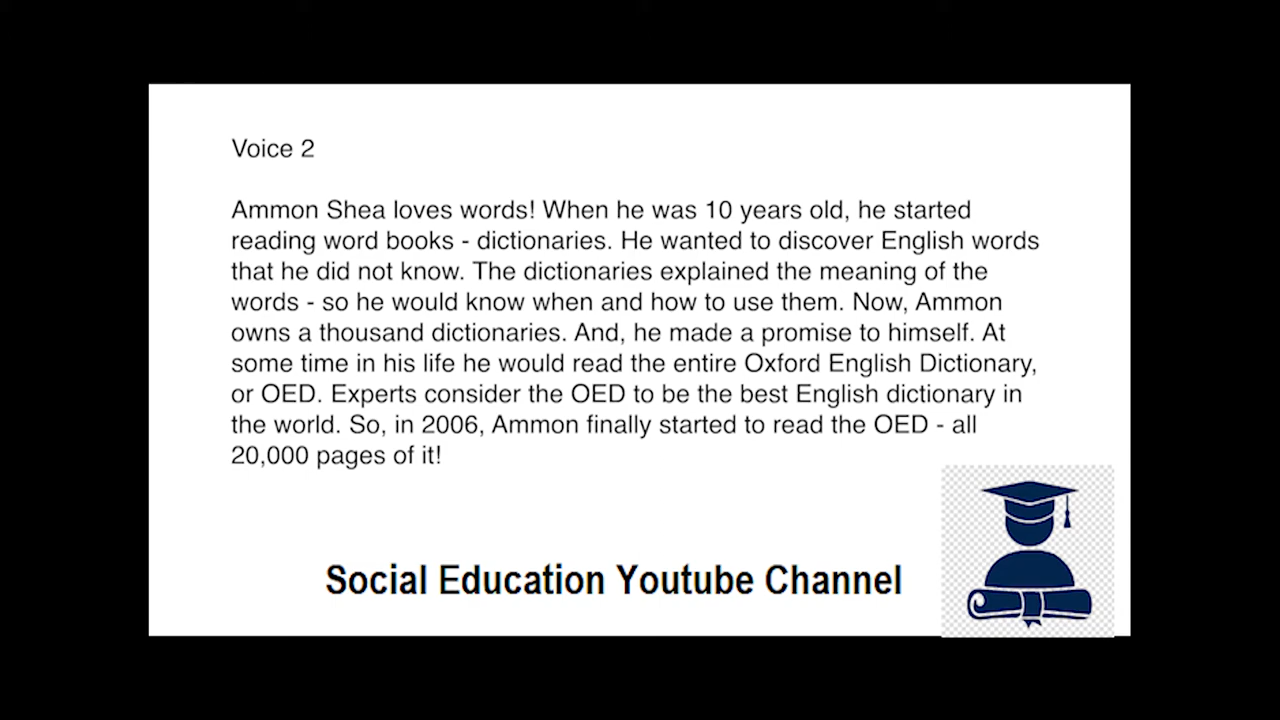 Voice 2
Ammon Shea loves words! When he was 10 years old, he started
reading word books - dictionaries. He wanted to discover English words
that he did not know. The dictionaries explained the meaning of the
words - so he would know when and how to use them. Now, Ammon
owns a thousand dictionaries. And, he made a promise to himself. At
some time in his life he would read the entire Oxford English Dictionary,
or OED. Experts consider the OED to be the best English dictionary in
the world. So, in 2006, Ammon finally started to read the OED - all
20,000 pages of it!
Social Education Youtube Channel